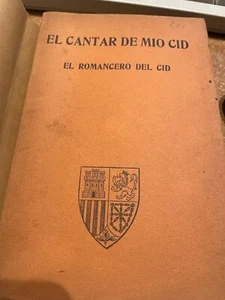 EL CANTAR DE MIO CID
EL ROMANCERO DEL CID